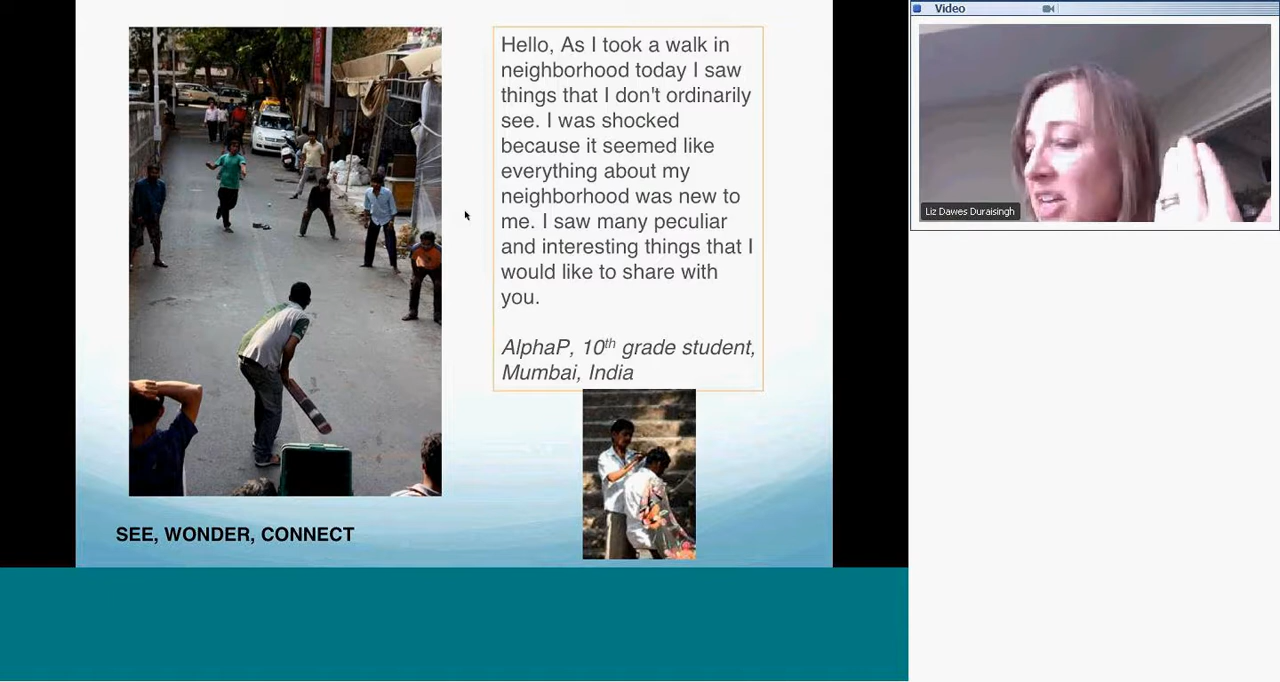 Hello, As I took a walk in
neighborhood today I saw
things that I don't ordinarily
see. I was shocked
because it seemed like
everything about my
neighborhood was new to
me. I saw many peculiar
and interesting things that I
would like to share with
you.
AlphaP, 10th grade student,
Mumbai, India
SEE, WONDER, CONNECT
Video
Liz Dawes Duraisingh